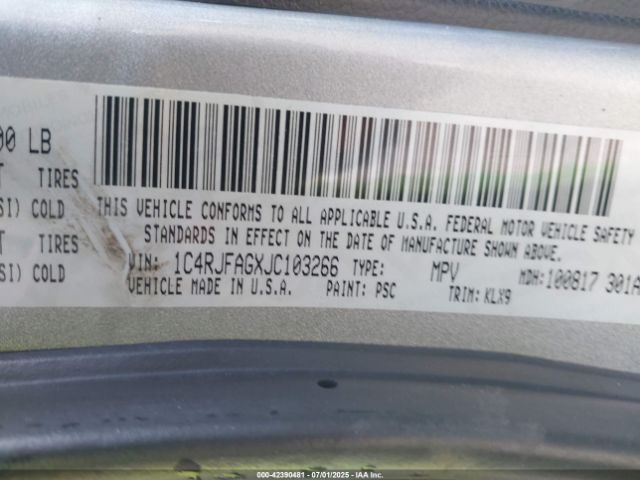 00 LB
TIRES
SI) COLD
TIRES
SI) COLD
THIS VEHICLE CONFORMS TO ALL APPLICABLE U.S.A. FEDERAL MOTOR VEHICLE SAFETY
STANDARDS IN EFFECT ON THE DATE OF MANUFACTURE SHOWN ABOVE.
VIN: 1C4RJFAGXJC103266 TYPE: MPV MDH: 100817 301A
VEHICLE MADE IN U.S.A. PAINT: PSC TRIM: KLX9
00 - 42390481 - 07/01/2025 - IAA Inc.